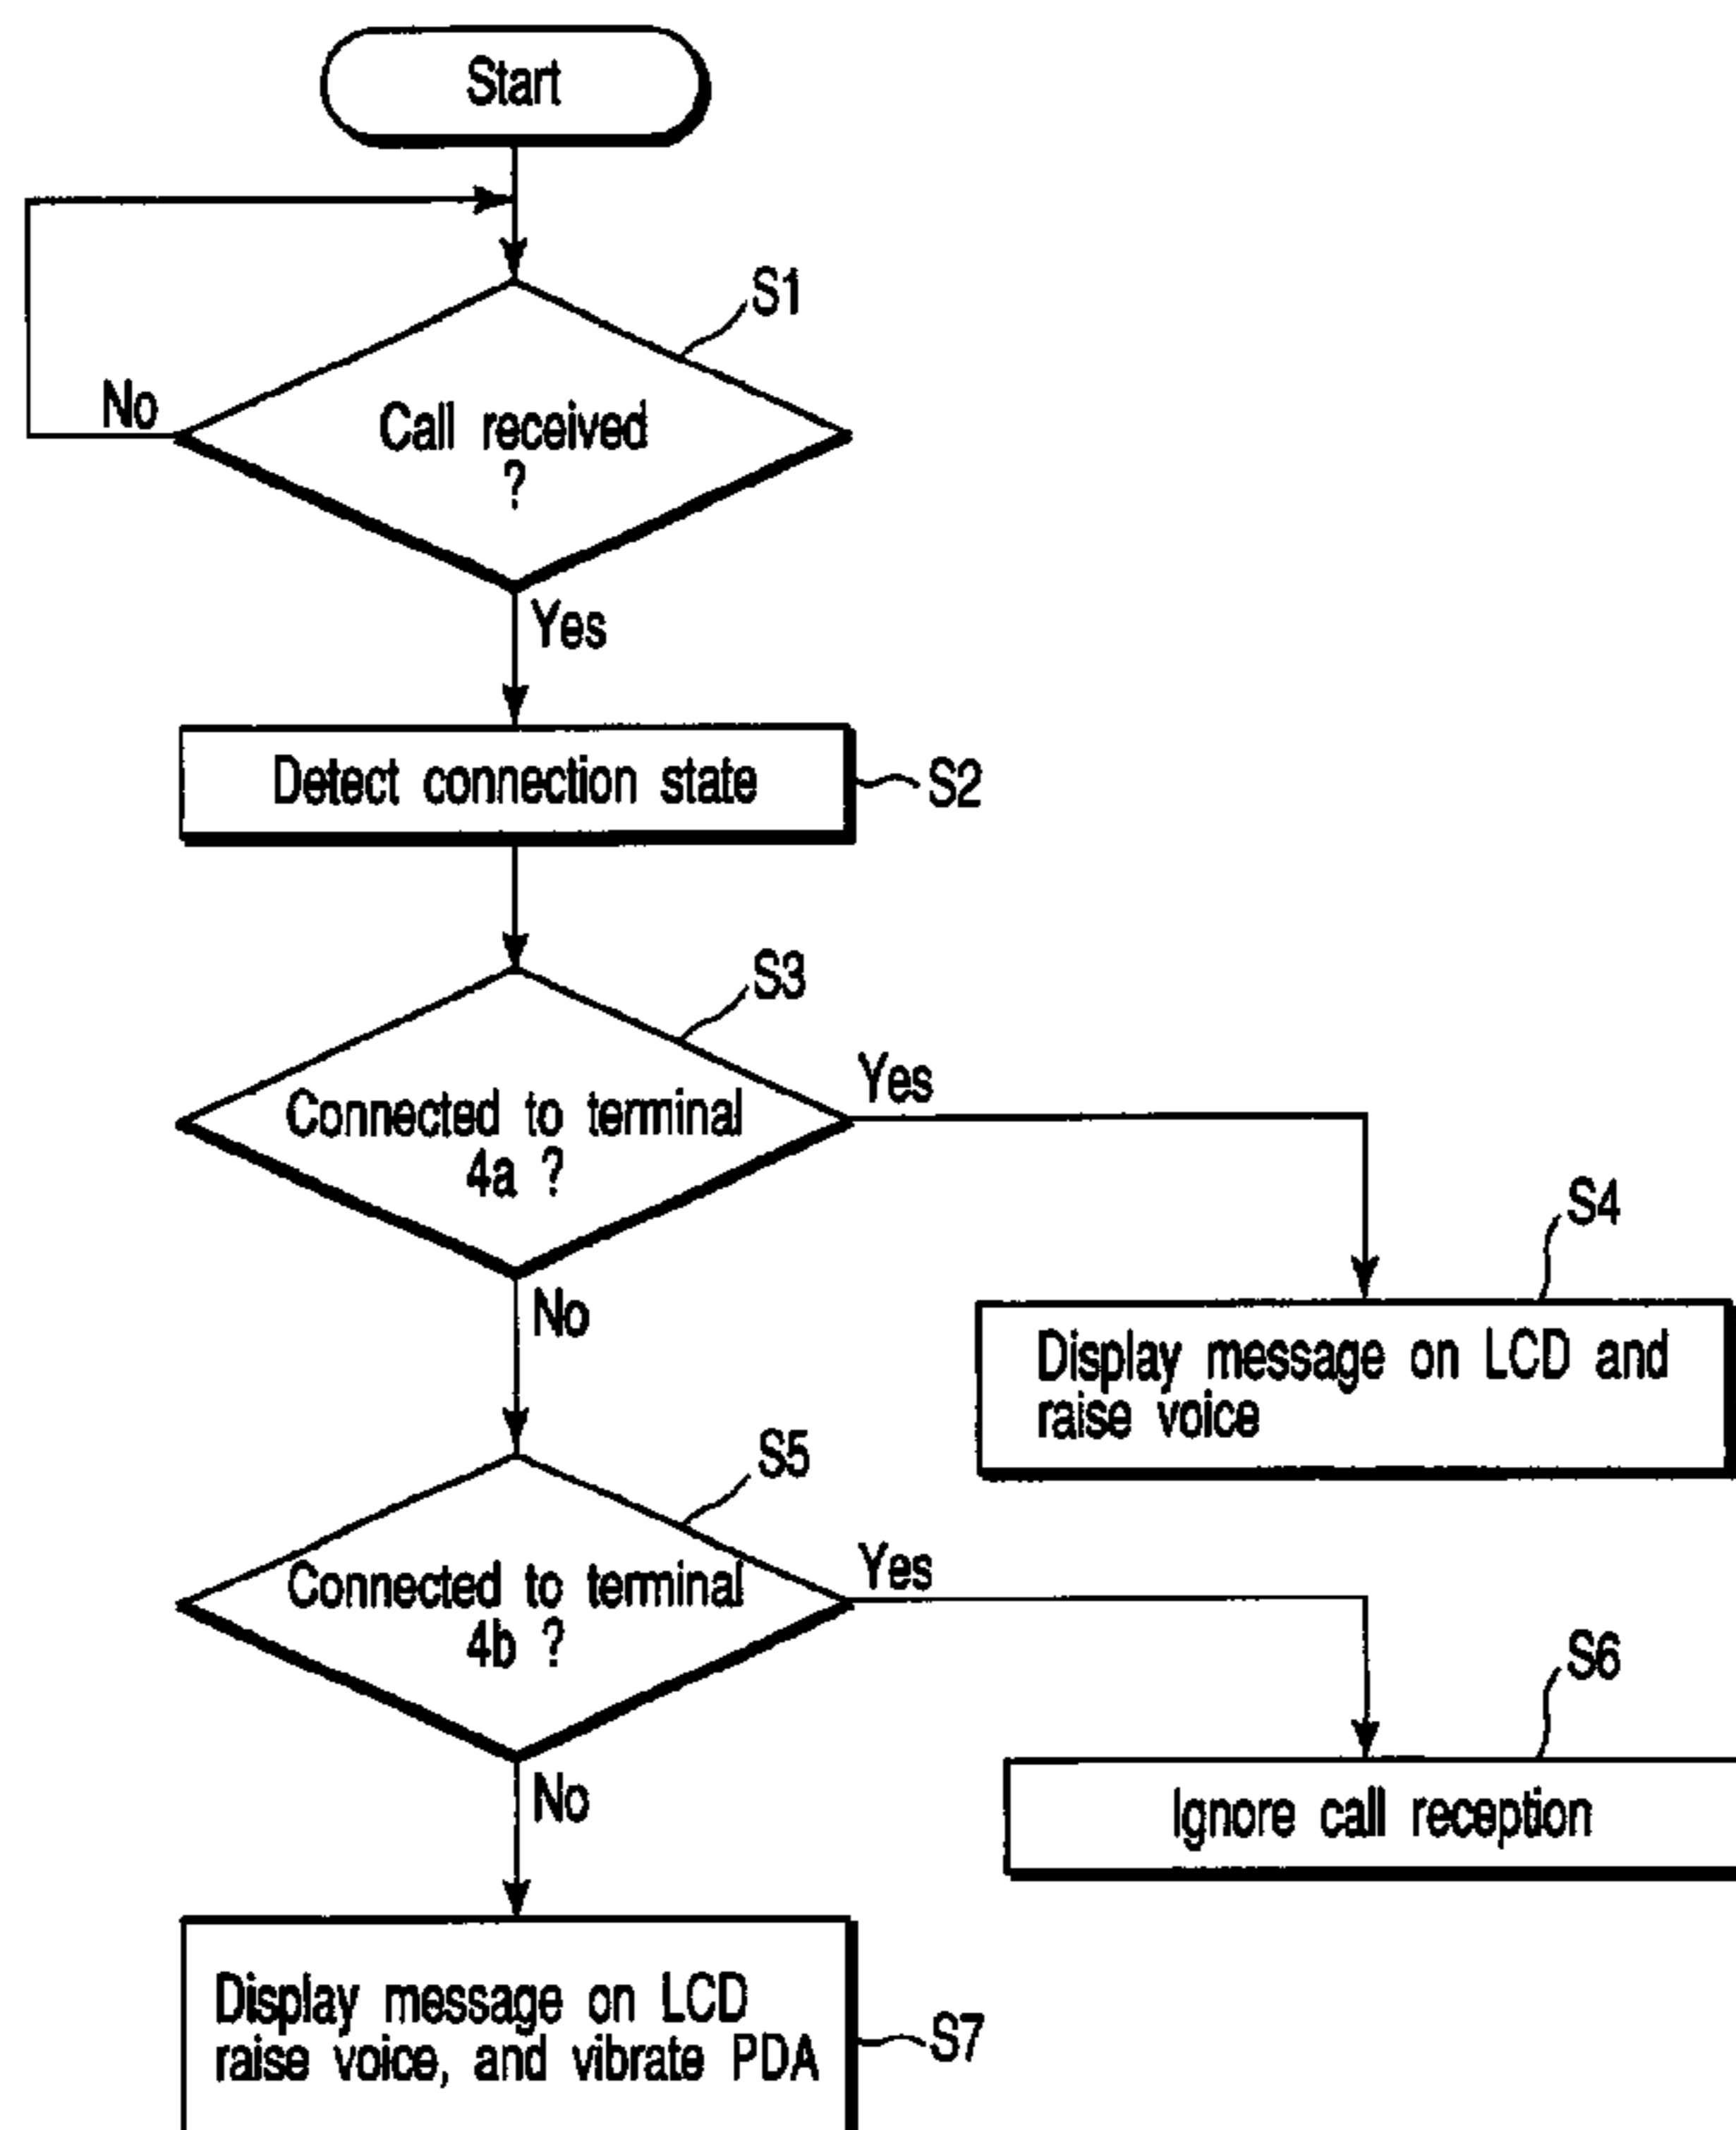 Start
S1
No
Call received
?
Yes
Detect connection state
S2
S3
Yes
Connected to terminal
4a ?
No
S4
Display message on LCD and
raise voice
S5
Yes
Connected to terminal
4b ?
No
S6
Ignore call reception
Display message on LCD
raise voice, and vibrate PDA
S7